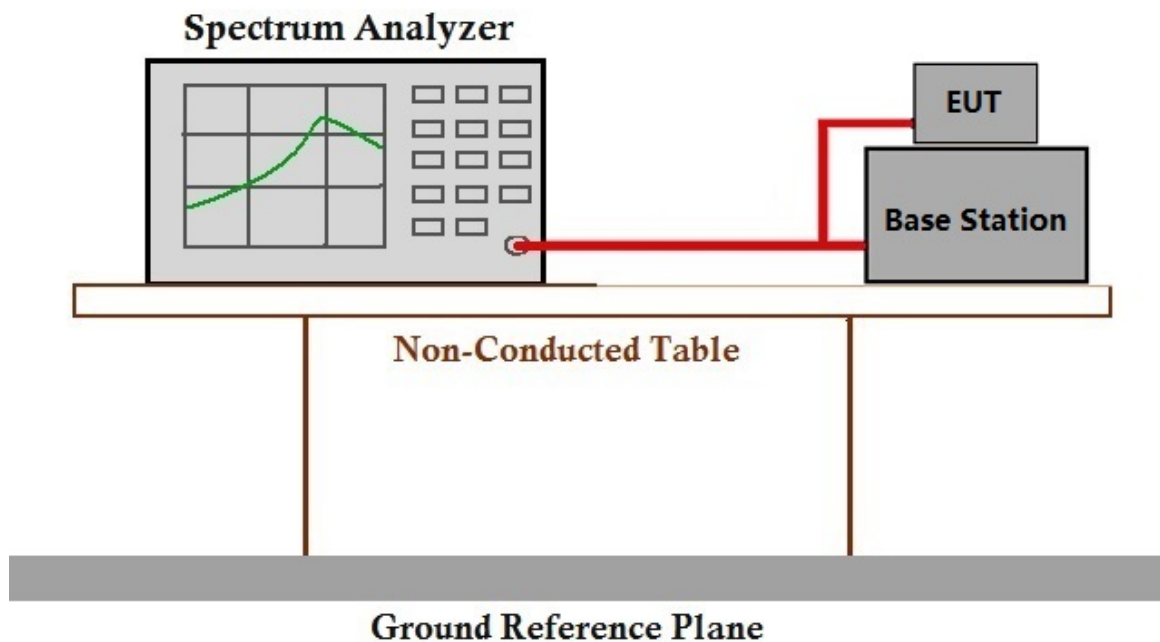 Spectrum Analyzer
EUT
Base Station
Non-Conducted Table
Ground Reference Plane